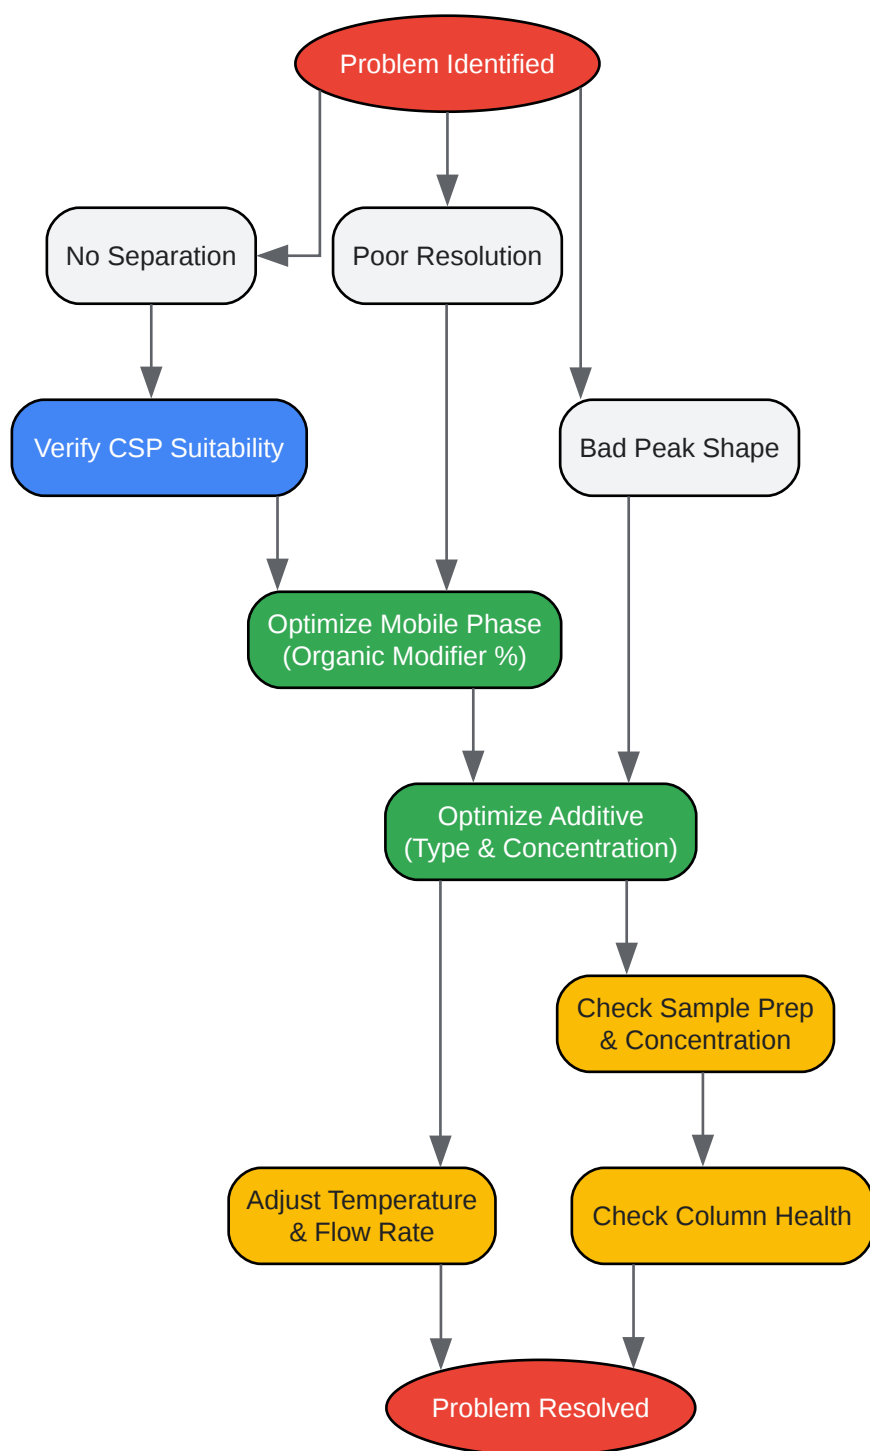 Problem Identified
No Separation
Poor Resolution
Verify CSP Suitability
Bad Peak Shape
Optimize Mobile Phase
(Organic Modifier %)
Optimize Additive
(Type & Concentration)
Check Sample Prep
& Concentration
Adjust Temperature
& Flow Rate
Check Column Health
Problem Resolved